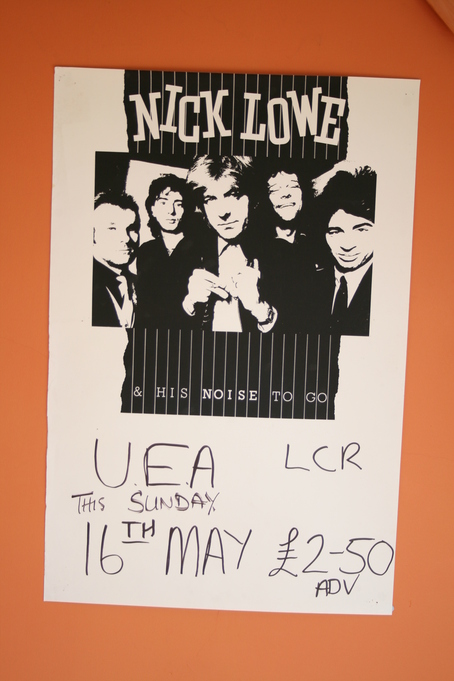 NICK LOWE
& HIS NOISE TO GO
U.E.A LCR
THIS SUNDAY
16TH MAY £2-50
ADV